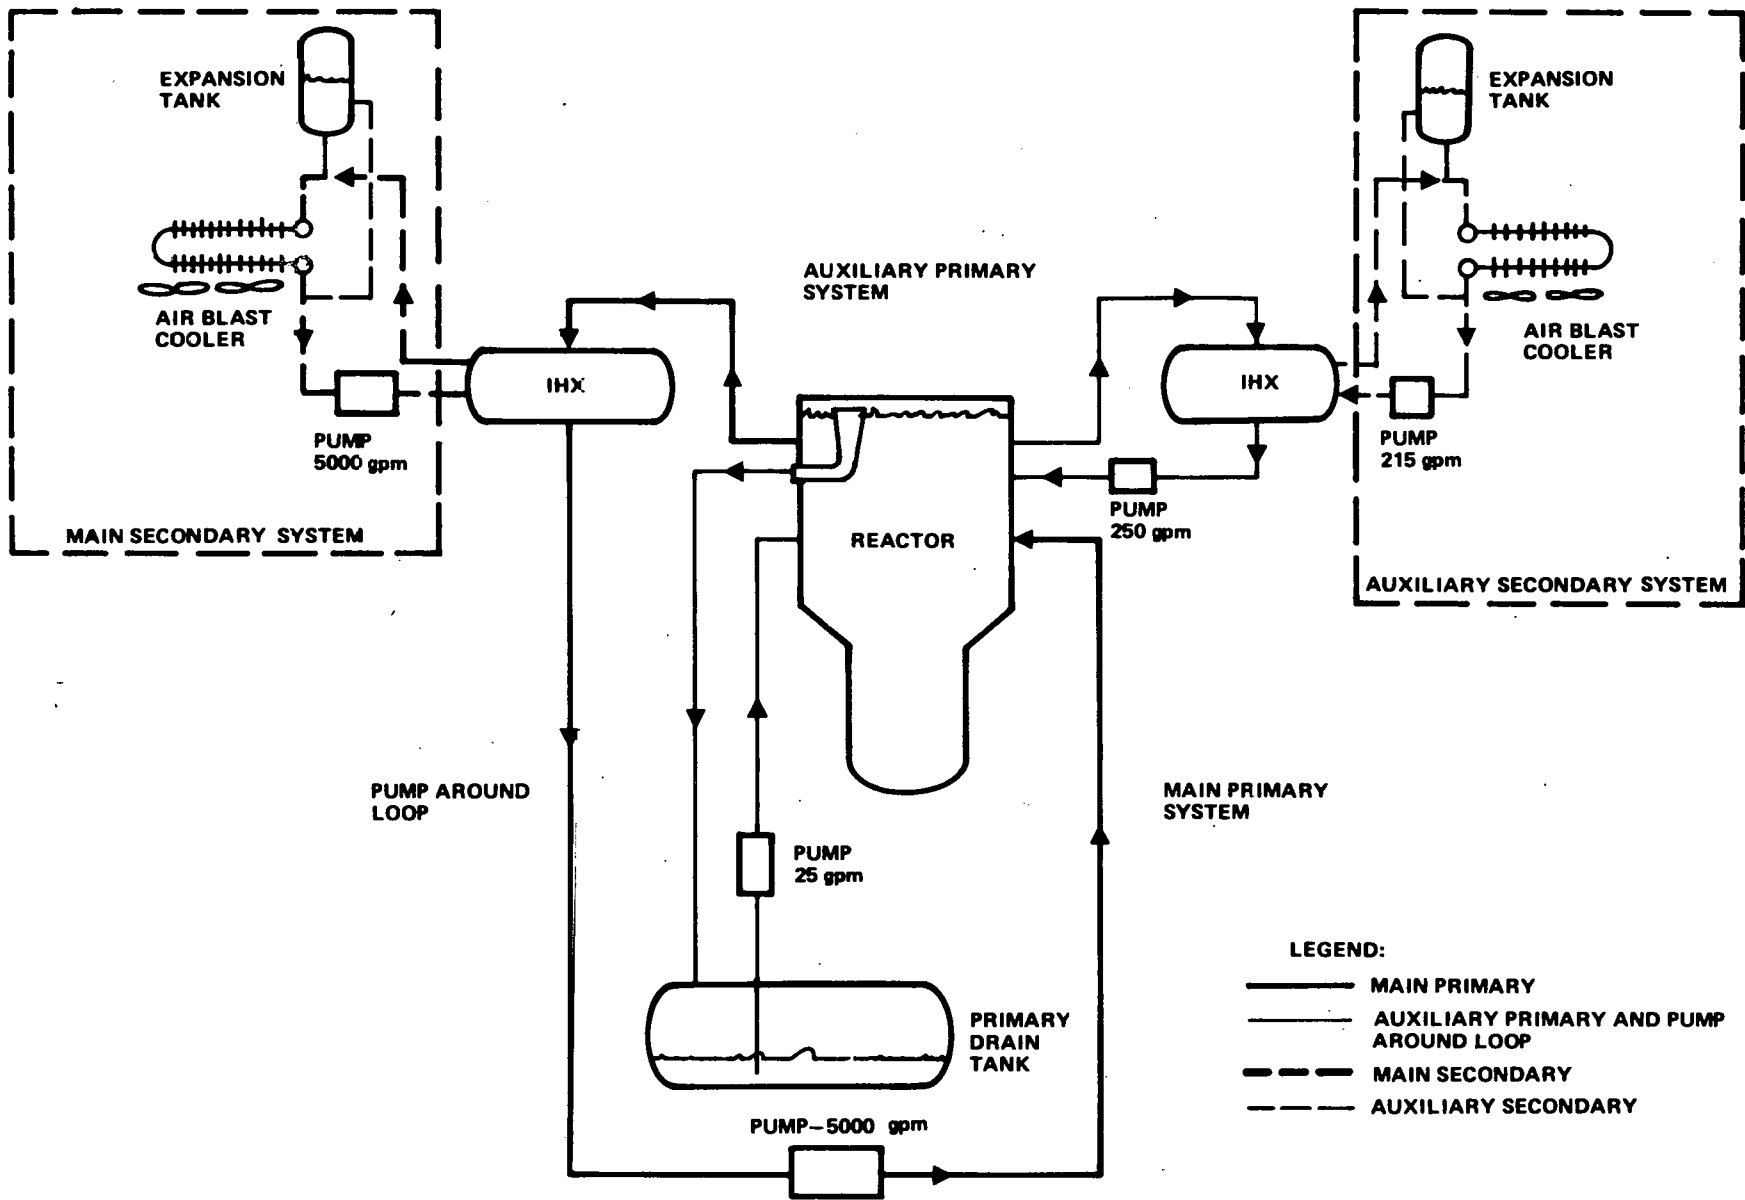 EXPANSION
TANK
AIR BLAST
COOLER
PUMP
5000 gpm
MAIN SECONDARY SYSTEM
IHX
AUXILIARY PRIMARY
SYSTEM
REACTOR
IHX
PUMP
250 gpm
EXPANSION
TANK
AIR BLAST
COOLER
PUMP
215 gpm
AUXILIARY SECONDARY SYSTEM
PUMP AROUND
LOOP
PUMP
25 gpm
MAIN PRIMARY
SYSTEM
PRIMARY
DRAIN
TANK
PUMP–5000 gpm
LEGEND:
MAIN PRIMARY
AUXILIARY PRIMARY AND PUMP
AROUND LOOP
MAIN SECONDARY
AUXILIARY SECONDARY